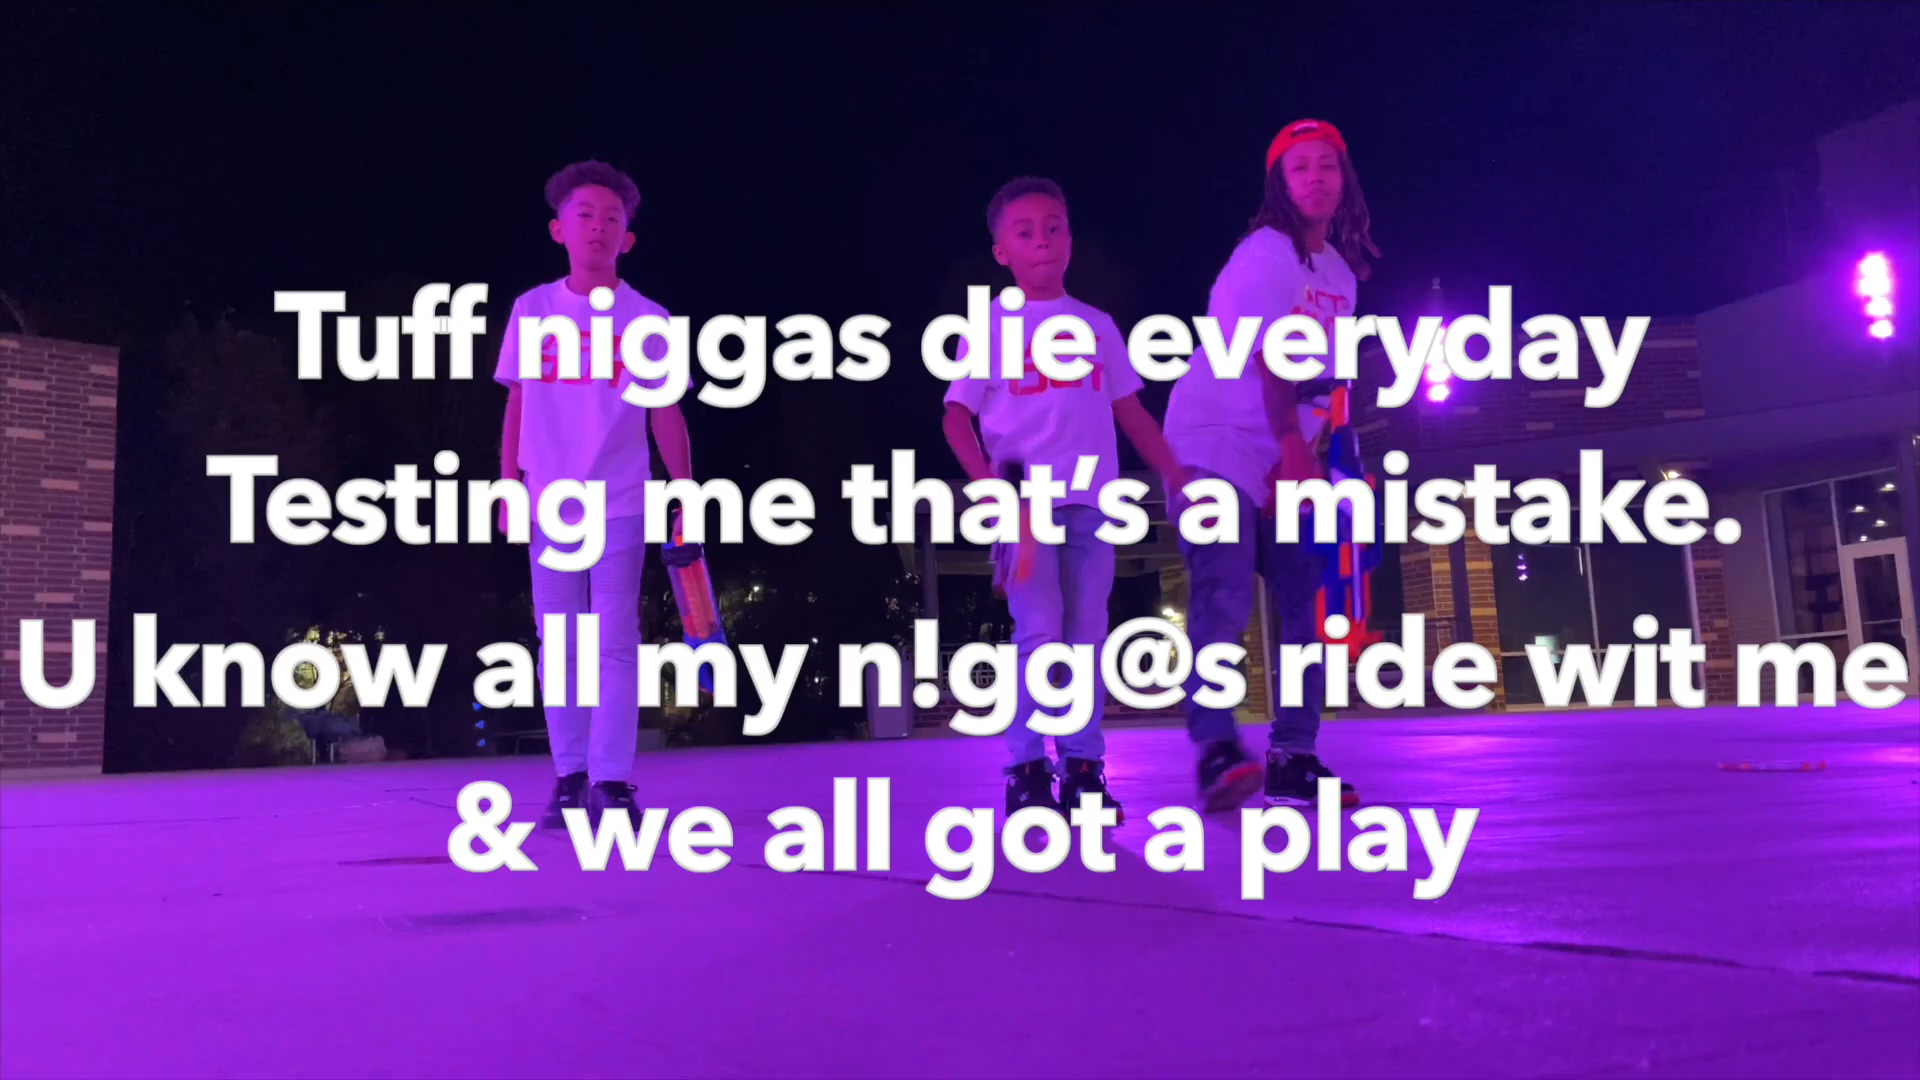 Tuff niggas die everyday
Testing me that’s a mistake.
U know all my n!gg@s ride wit me
& we all got a play